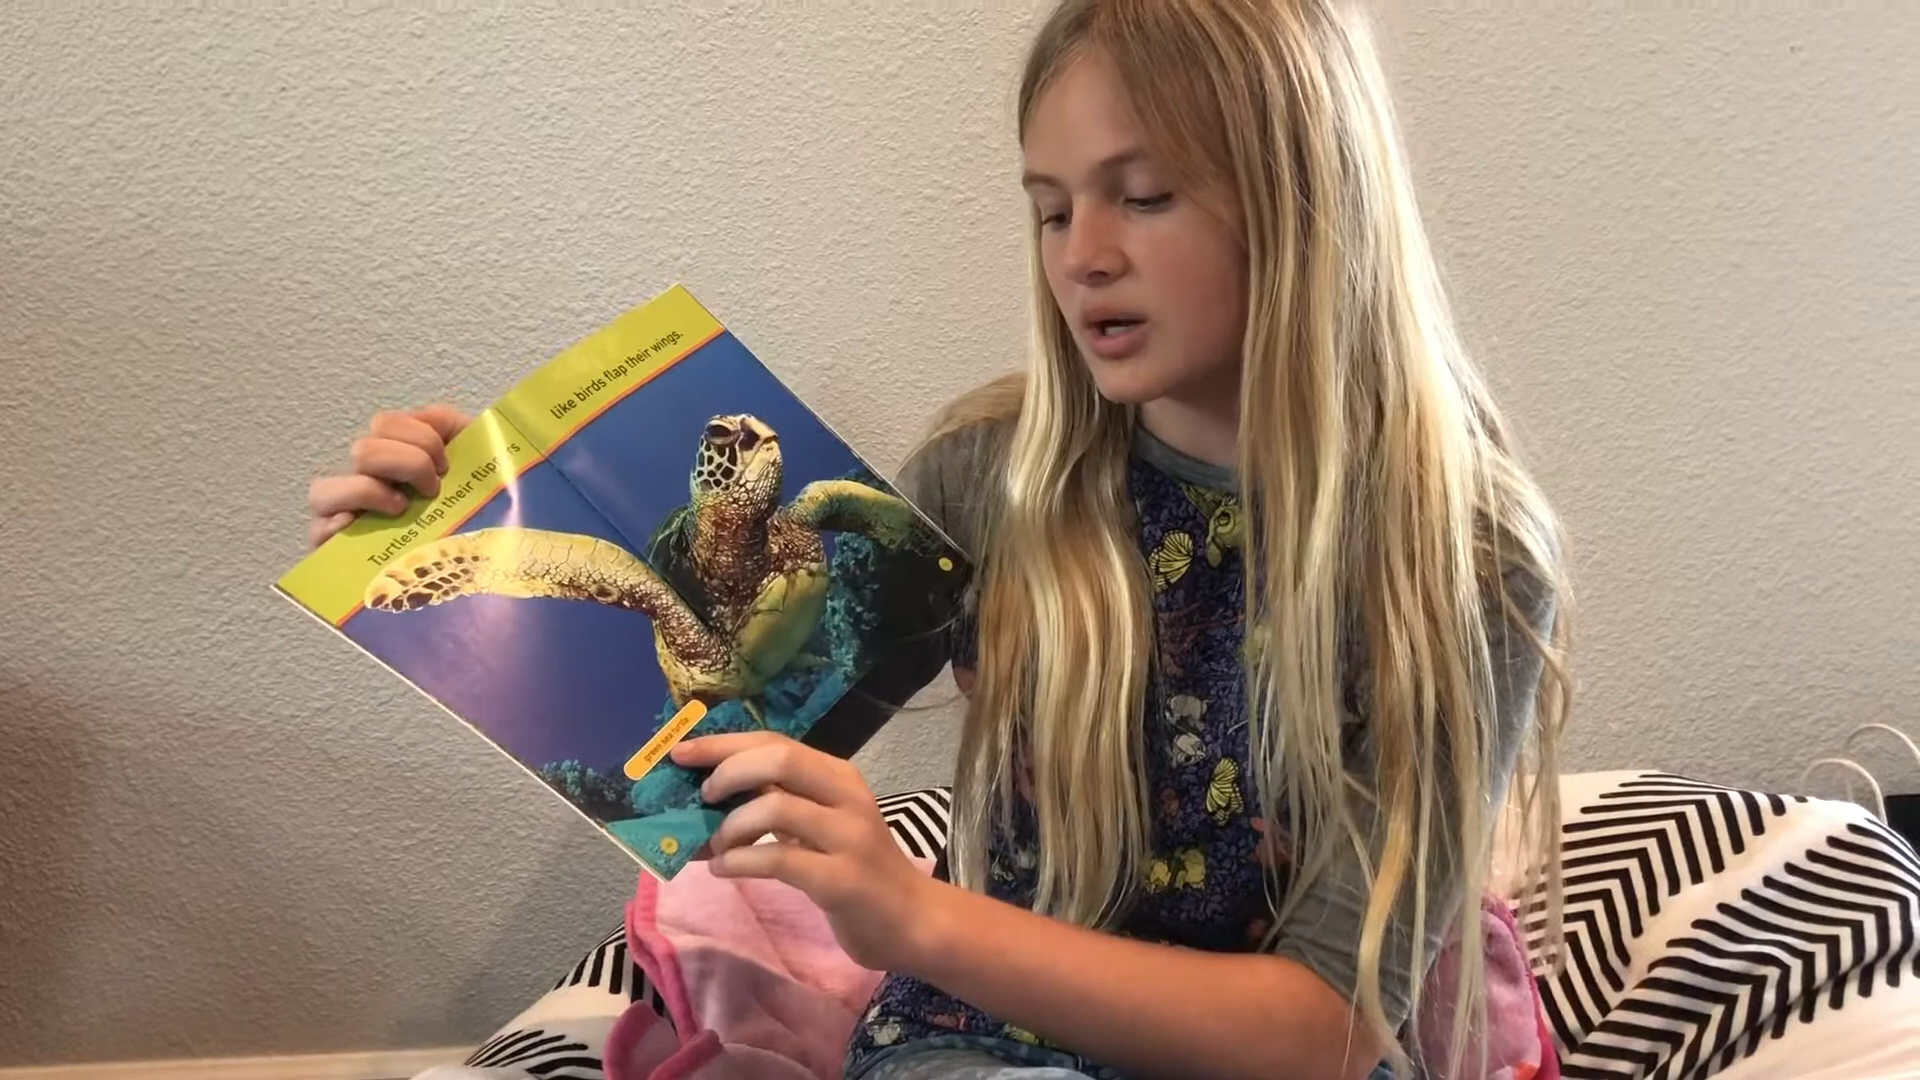 Turtles flap their flippers
like birds flap their wings.
green sea turtle